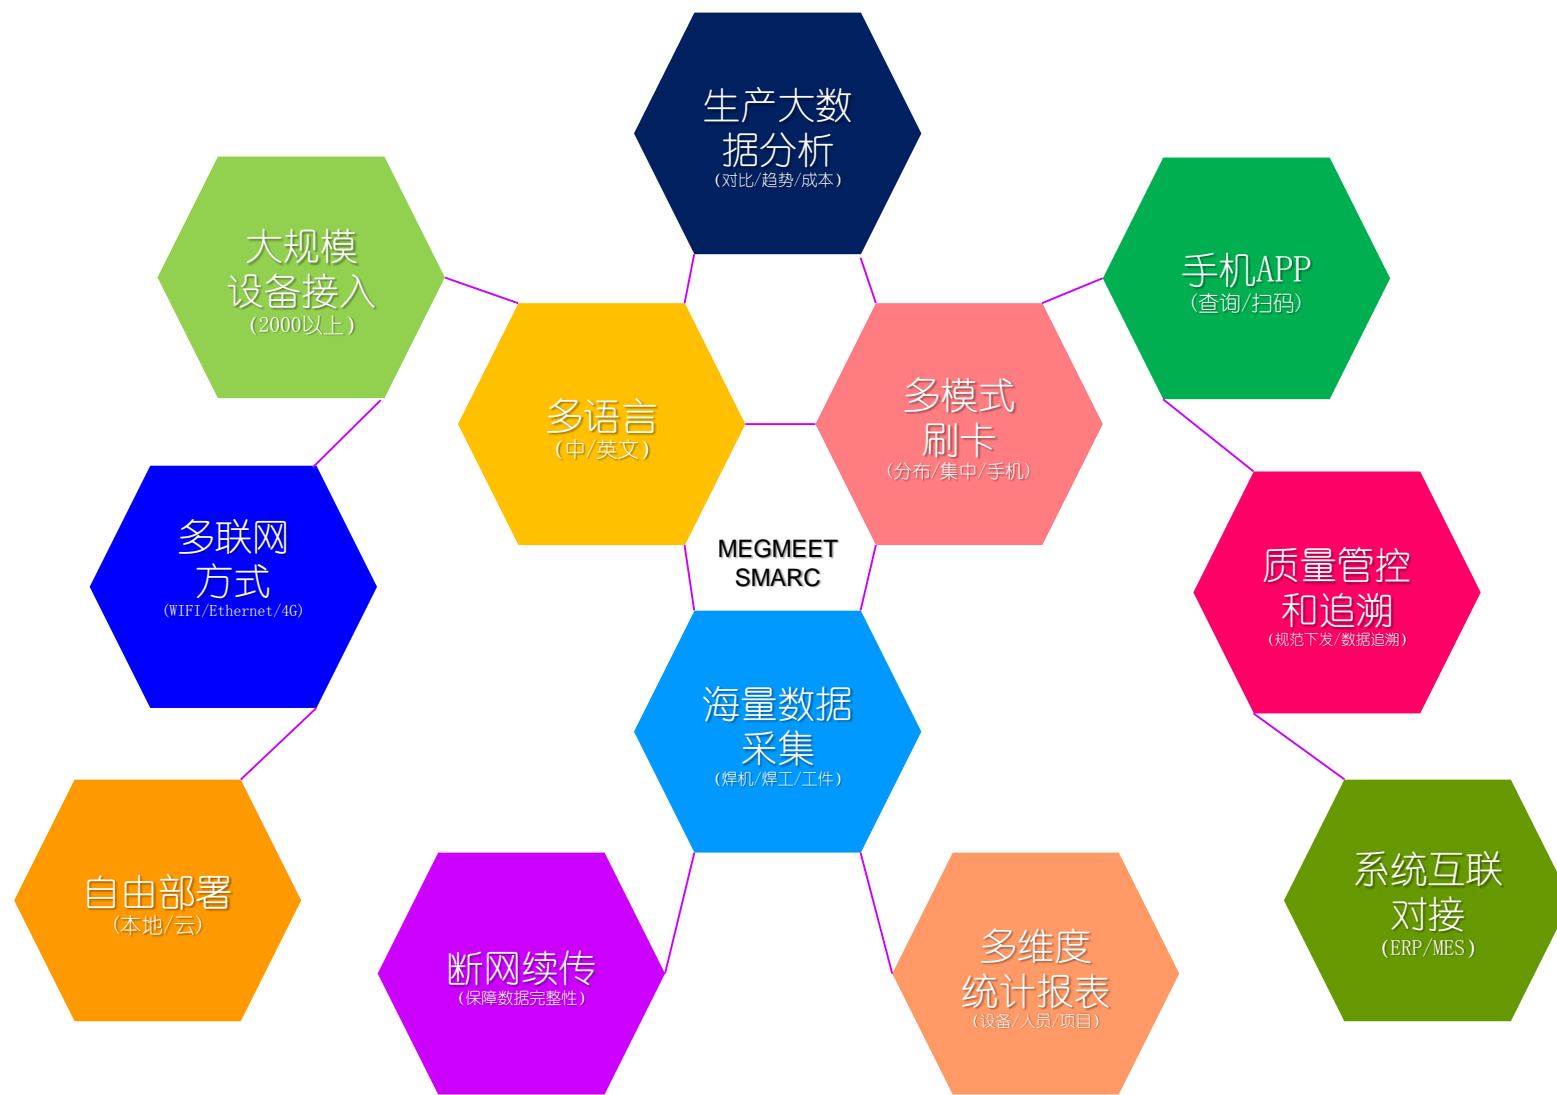 生产大数
据分析
(对比/趋势/成本)
大规模
设备接入
(2000以上)
手机APP
(查询/扫码)
多语言
(中/英文)
多模式
刷卡
(分布/集中/手机)
多联网
方式
(WIFI/Ethernet/4G)
MEGMEET
SMARC
质量管控
和追溯
(规范下发/数据追溯)
海量数据
采集
(焊机/焊工/工件)
自由部署
(本地/云)
断网续传
(保障数据完整性)
多维度
统计报表
(设备/人员/项目)
系统互联
对接
(ERP/MES)